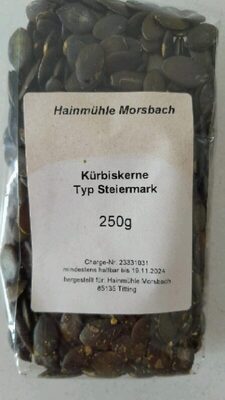 Hainmühle Morsbach
Kürbiskerne
Typ Steiermark
250g
Charge-Nr. 23331031
mindestens haltbar bis 19.11.2024
hergestellt für: Hainmühle Morsbach
85135 Titting